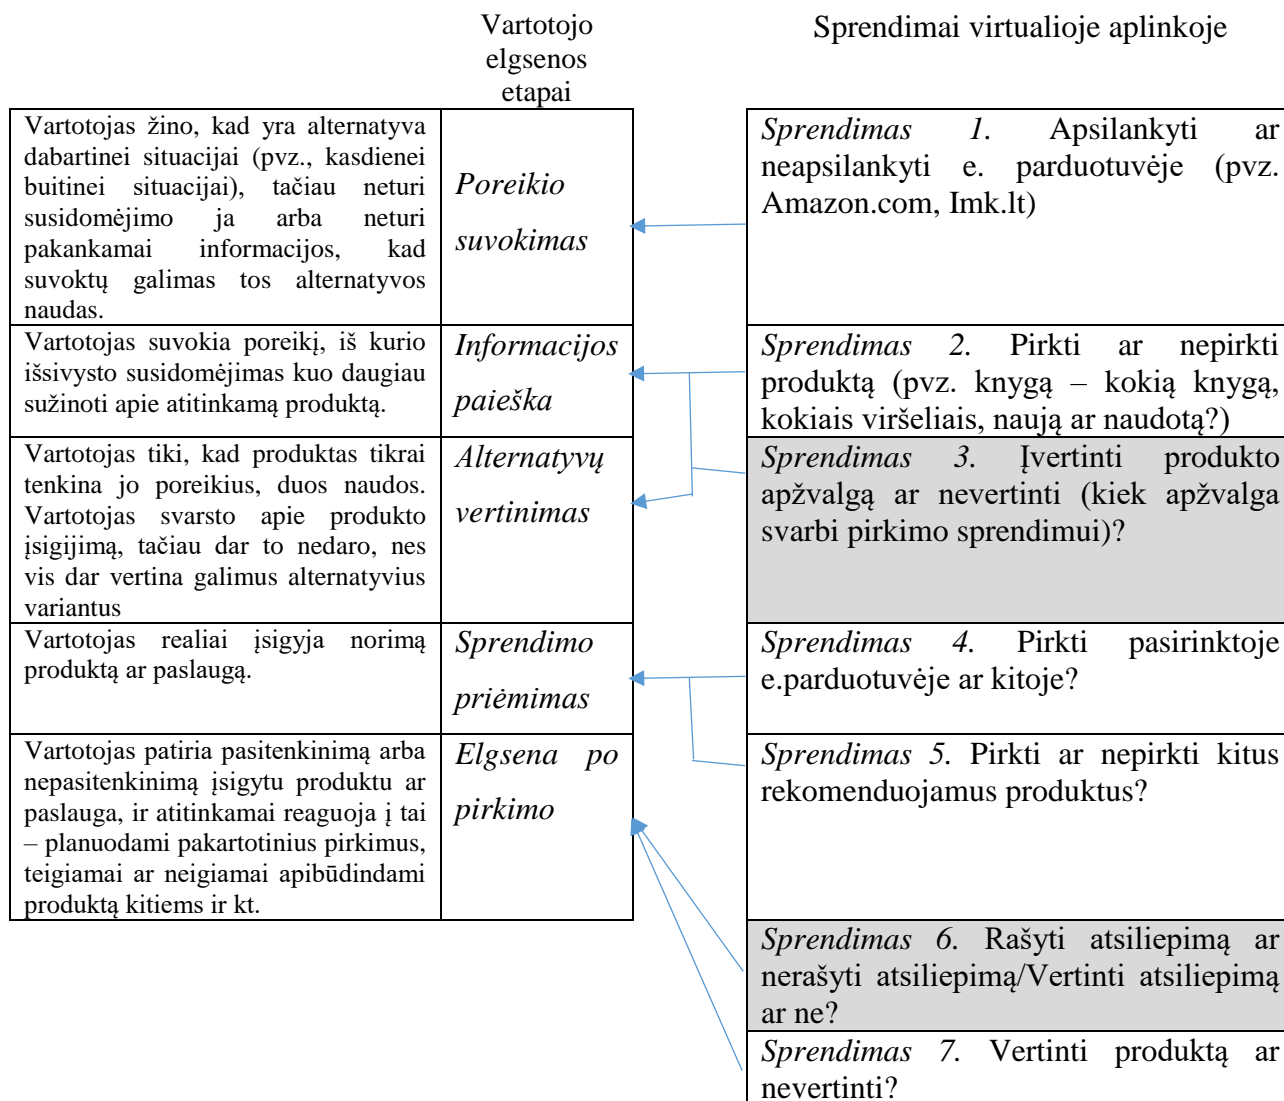 Vartotojo
elgsenos
etapai
Sprendimai virtualioje aplinkoje
Vartotojas žino, kad yra alternatyva
dabartinei situacijai (pvz., kasdienei
buitinei situacijai), tačiau neturi
susidomėjimo ja arba neturi
pakankamai informacijos, kad
suvoktų galimas tos alternatyvos
naudas.
Poreikio
suvokimas
Sprendimas 1. Apsilankyti ar
neapsilankyti e. parduotuvėje (pvz.
Amazon.com, Imk.lt)
Vartotojas suvokia poreikį, iš kurio
išsivysto susidomėjimas kuo daugiau
sužinoti apie atitinkamą produktą.
Informacijos
paieška
Sprendimas 2. Pirkti ar nepirkti
produktą (pvz. knygą – kokią knygą,
kokiais viršeliais, naują ar naudotą?)
Vartotojas tiki, kad produktas tikrai
tenkina jo poreikius, duos naudos.
Vartotojas svarsto apie produkto
įsigijimą, tačiau dar to nedaro, nes
vis dar vertina galimus alternatyvius
variantus
Alternatyvų
vertinimas
Sprendimas 3. Įvertinti produkto
apžvalgą ar nevertinti (kiek apžvalga
svarbi pirkimo sprendimui)?
Vartotojas realiai įsigyja norimą
produktą ar paslaugą.
Sprendimo
priėmimas
Sprendimas 4. Pirkti pasirinktoje
e.parduotuvėje ar kitoje?
Vartotojas patiria pasitenkinimą arba
nepasitenkinimą įsigytu produktu ar
paslauga, ir atitinkamai reaguoja į tai
– planuodami pakartotinius pirkimus,
teigiamai ar neigiamai apibūdindami
produktą kitiems ir kt.
Elgsena po
pirkimo
Sprendimas 5. Pirkti ar nepirkti kitus
rekomenduojamus produktus?
Sprendimas 6. Rašyti atsiliepimą ar
nerašyti atsiliepimą/Vertinti atsiliepimą
ar ne?
Sprendimas 7. Vertinti produktą ar
nevertinti?